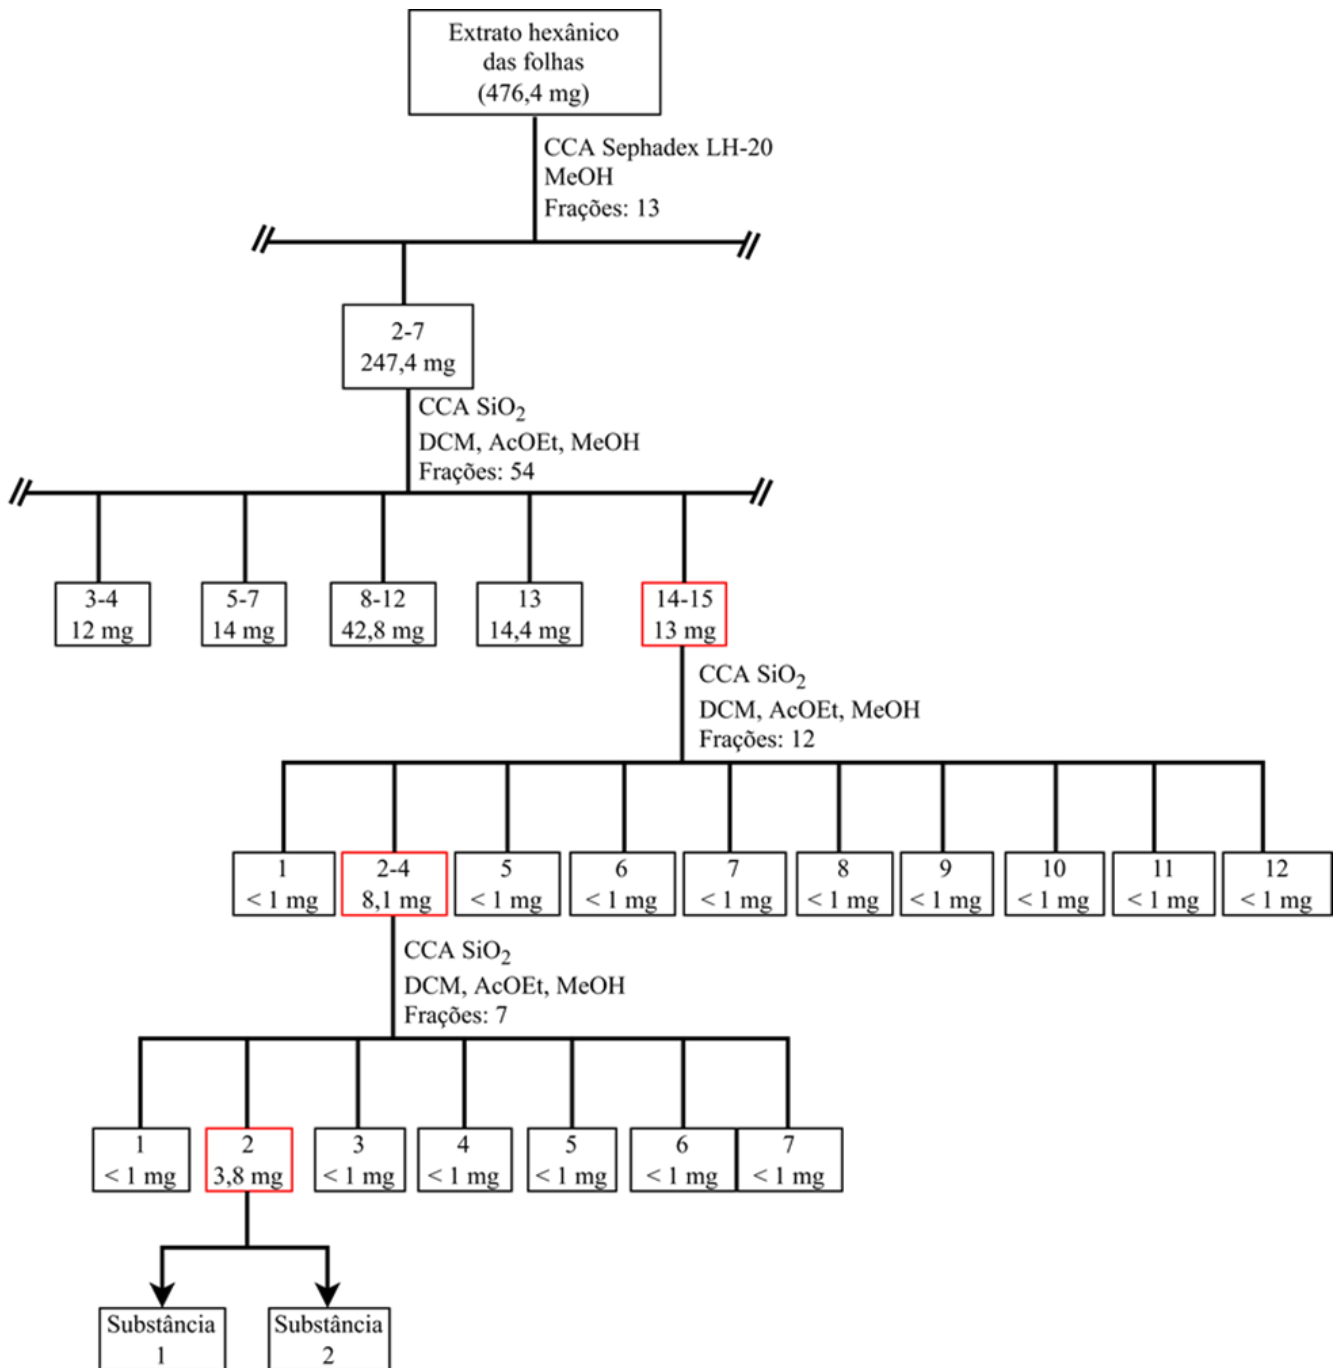 Extrato hexânico
das folhas
(476,4 mg)
CCA Sephadex LH-20
MeOH
Frações: 13
2-7
247,4 mg
CCA SiO2
DCM, AcOEt, MeOH
Frações: 54
3-4
12 mg
5-7
14 mg
8-12
42,8 mg
13
14,4 mg
14-15
13 mg
CCA SiO2
DCM, AcOEt, MeOH
Frações: 12
1
< 1 mg
2-4
8,1 mg
5
< 1 mg
6
< 1 mg
7
< 1 mg
8
< 1 mg
9
< 1 mg
10
< 1 mg
11
< 1 mg
12
< 1 mg
CCA SiO2
DCM, AcOEt, MeOH
Frações: 7
1
< 1 mg
2
3,8 mg
3
< 1 mg
4
< 1 mg
5
< 1 mg
6
< 1 mg
7
< 1 mg
Substância
1
Substância
2